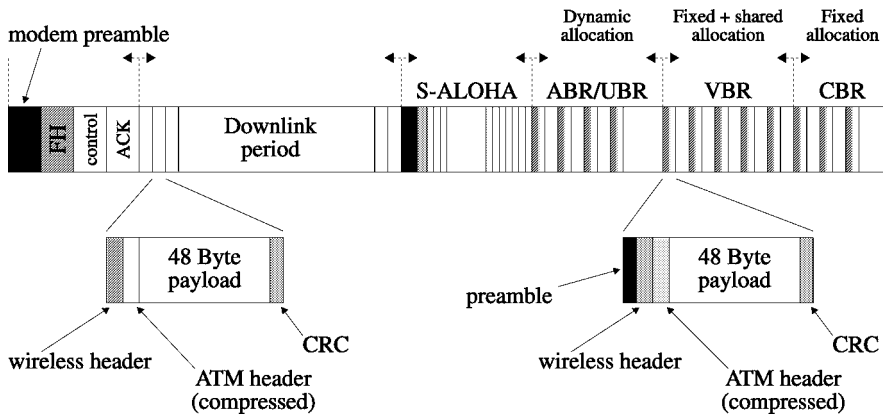 Dynamic
allocation
Fixed + shared
allocation
Fixed
allocation
modem preamble
S-ALOHA
ABR/UBR
VBR
CBR
FH
control
ACK
Downlink
period
48 Byte
payload
48 Byte
payload
preamble
wireless header
CRC
ATM header
(compressed)
wireless header
CRC
ATM header
(compressed)